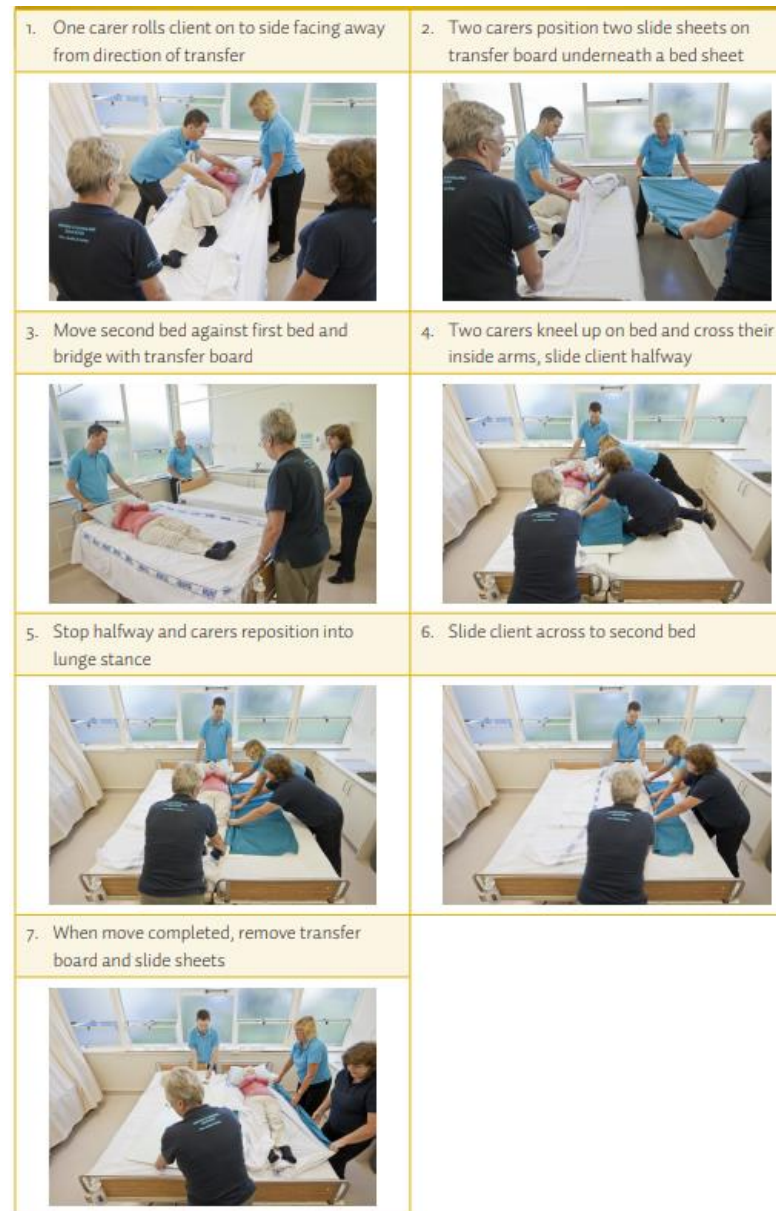 1. One carer rolls client on to side facing away
from direction of transfer
2. Two carers position two slide sheets on
transfer board underneath a bed sheet
3. Move second bed against first bed and
bridge with transfer board
4. Two carers kneel up on bed and cross their
inside arms, slide client halfway
5. Stop halfway and carers reposition into
lunge stance
6. Slide client across to second bed
7. When move completed, remove transfer
board and slide sheets